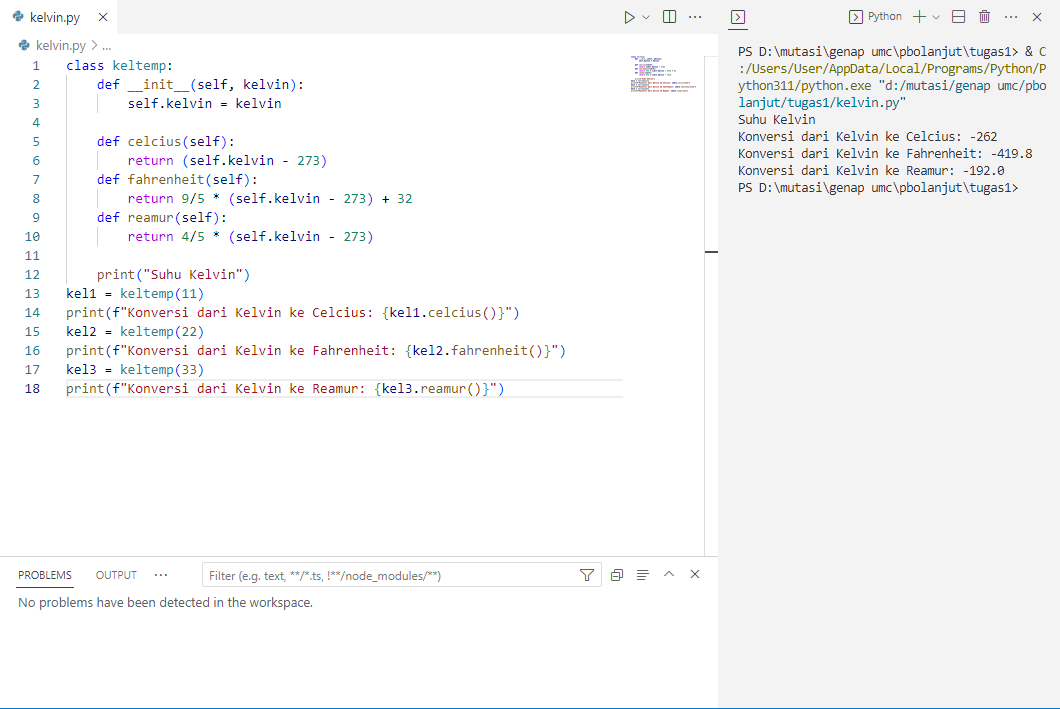 kelvin.py
kelvin.py > ...
1 class keltemp:
2     def __init__(self, kelvin):
3         self.kelvin = kelvin
4
5     def celcius(self):
6         return (self.kelvin - 273)
7     def fahrenheit(self):
8         return 9/5 * (self.kelvin - 273) + 32
9     def reamur(self):
10         return 4/5 * (self.kelvin - 273)
11
12     print("Suhu Kelvin")
13 kel1 = keltemp(11)
14 print(f"Konversi dari Kelvin ke Celcius: {kel1.celcius()}")
15 kel2 = keltemp(22)
16 print(f"Konversi dari Kelvin ke Fahrenheit: {kel2.fahrenheit()}")
17 kel3 = keltemp(33)
18 print(f"Konversi dari Kelvin ke Reamur: {kel3.reamur()}")
PROBLEMS OUTPUT ...
Filter (e.g. text, **/*.ts, !**/node_modules/**)
No problems have been detected in the workspace.
Python
PS D:\mutasi\genap umc\pbolanjut\tugas1> & C
:/Users/User/AppData/Local/Programs/Python/P
ython311/python.exe "d:/mutasi/genap umc/pbo
lanjut/tugas1/kelvin.py"
Suhu Kelvin
Konversi dari Kelvin ke Celcius: -262
Konversi dari Kelvin ke Fahrenheit: -419.8
Konversi dari Kelvin ke Reamur: -192.0
PS D:\mutasi\genap umc\pbolanjut\tugas1>